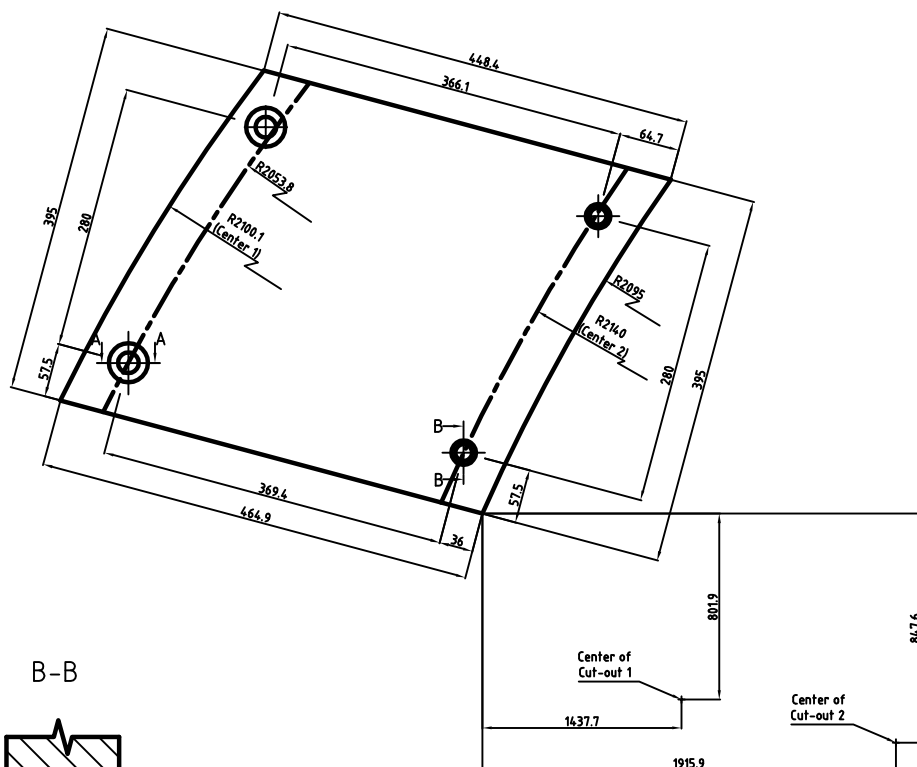 448.4
366.1
64.7
R2053.8
R2100.1
(Center 1)
395
280
57.5
A
A
R2095
R2140
(Center 2)
280
395
B
B
57.5
369.4
464.9
36
801.9
847.6
Center of
Cut-out 1
1437.7
Center of
Cut-out 2
1915.9
B-B